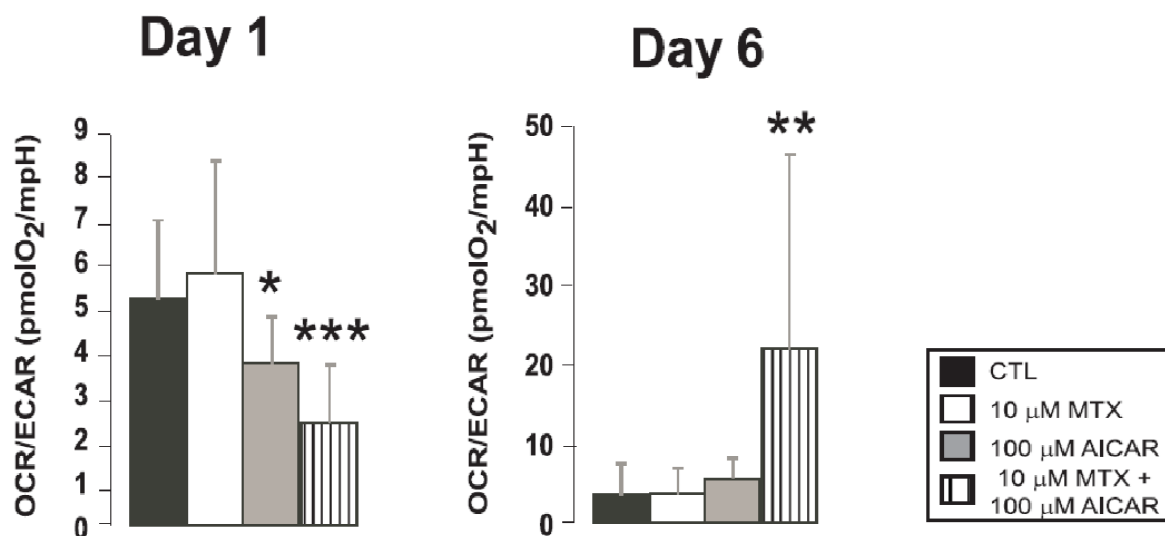 Day 1
OCR/ECAR (pmolO2/mpH)
9
8
7
6
5
4
3
2
1
0
*
***
Day 6
OCR/ECAR (pmolO2/mpH)
50
40
30
20
10
0
**
CTL
10 μM MTX
100 μM AICAR
10 μM MTX +
100 μM AICAR